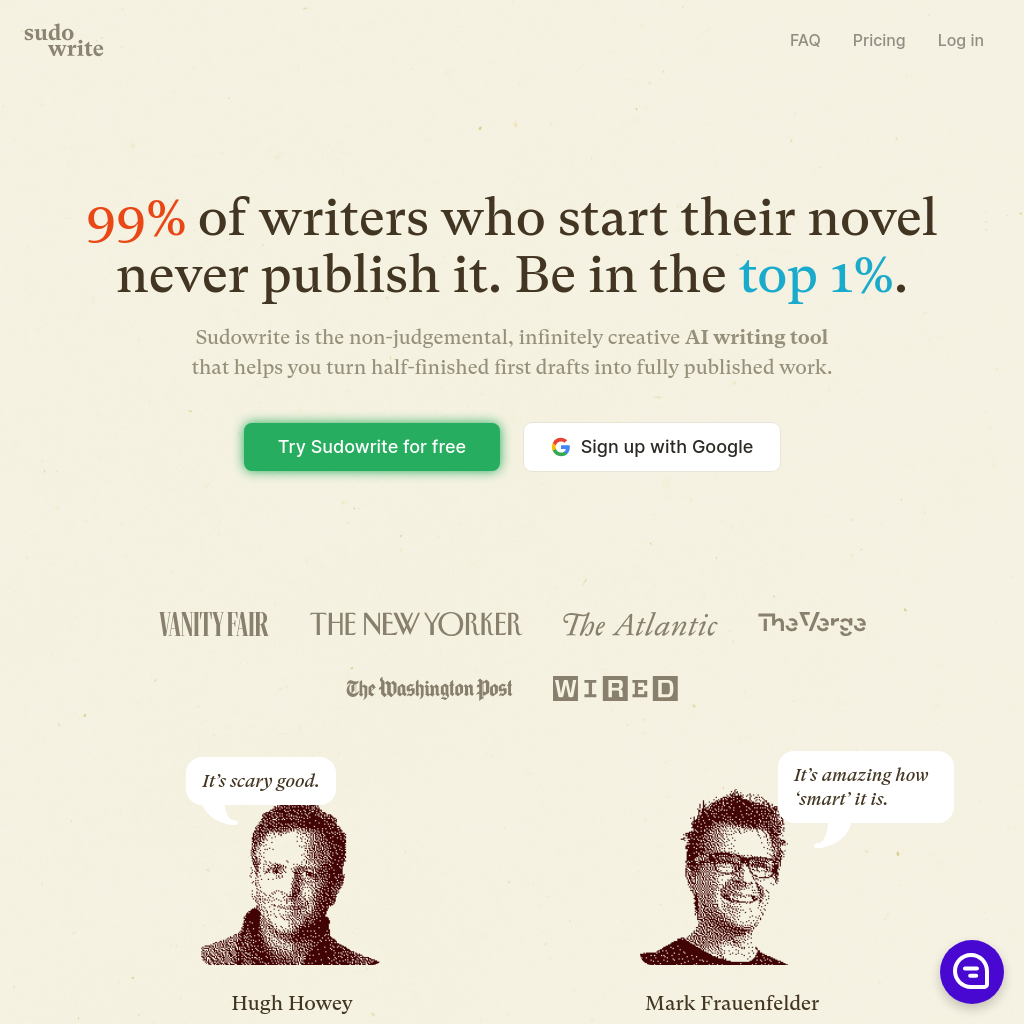 sudo
write
FAQ
Pricing
Log in
99% of writers who start their novel
never publish it. Be in the top 1%.
Sudowrite is the non-judgemental, infinitely creative AI writing tool
that helps you turn half-finished first drafts into fully published work.
Try Sudowrite for free
Sign up with Google
VANITY FAIR
THE NEW YORKER
The Atlantic
The Verge
The Washington Post
WIRED
It’s scary good.
It’s amazing how
‘smart’ it is.
Hugh Howey
Mark Frauenfelder